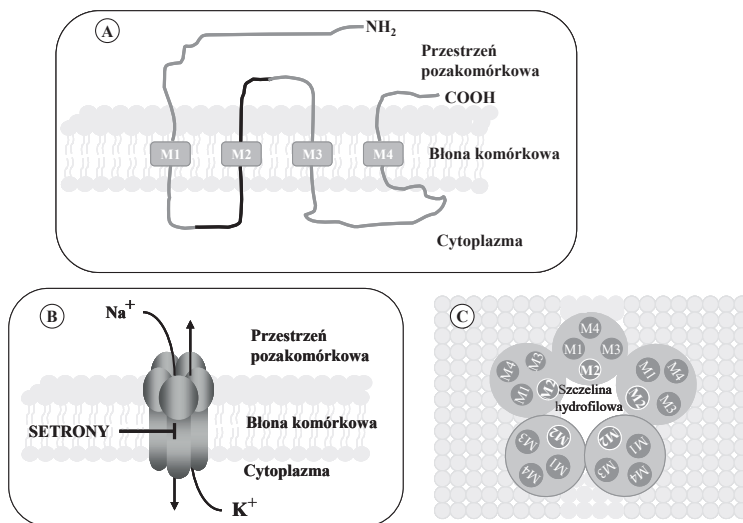 A
NH2
Przestrzeń
pozakomórkowa
COOH
M1
M2
M3
M4
Błona komórkowa
Cytoplazma
B
Na+
Przestrzeń
pozakomórkowa
SETRONY
Błona komórkowa
Cytoplazma
K+
C
M4
M1
M3
M2
M4
M3
M1
M2
M1
M4
M2
M3
Szczelina
hydrofilowa
M2
M3
M1
M4
M2
M1
M3
M4